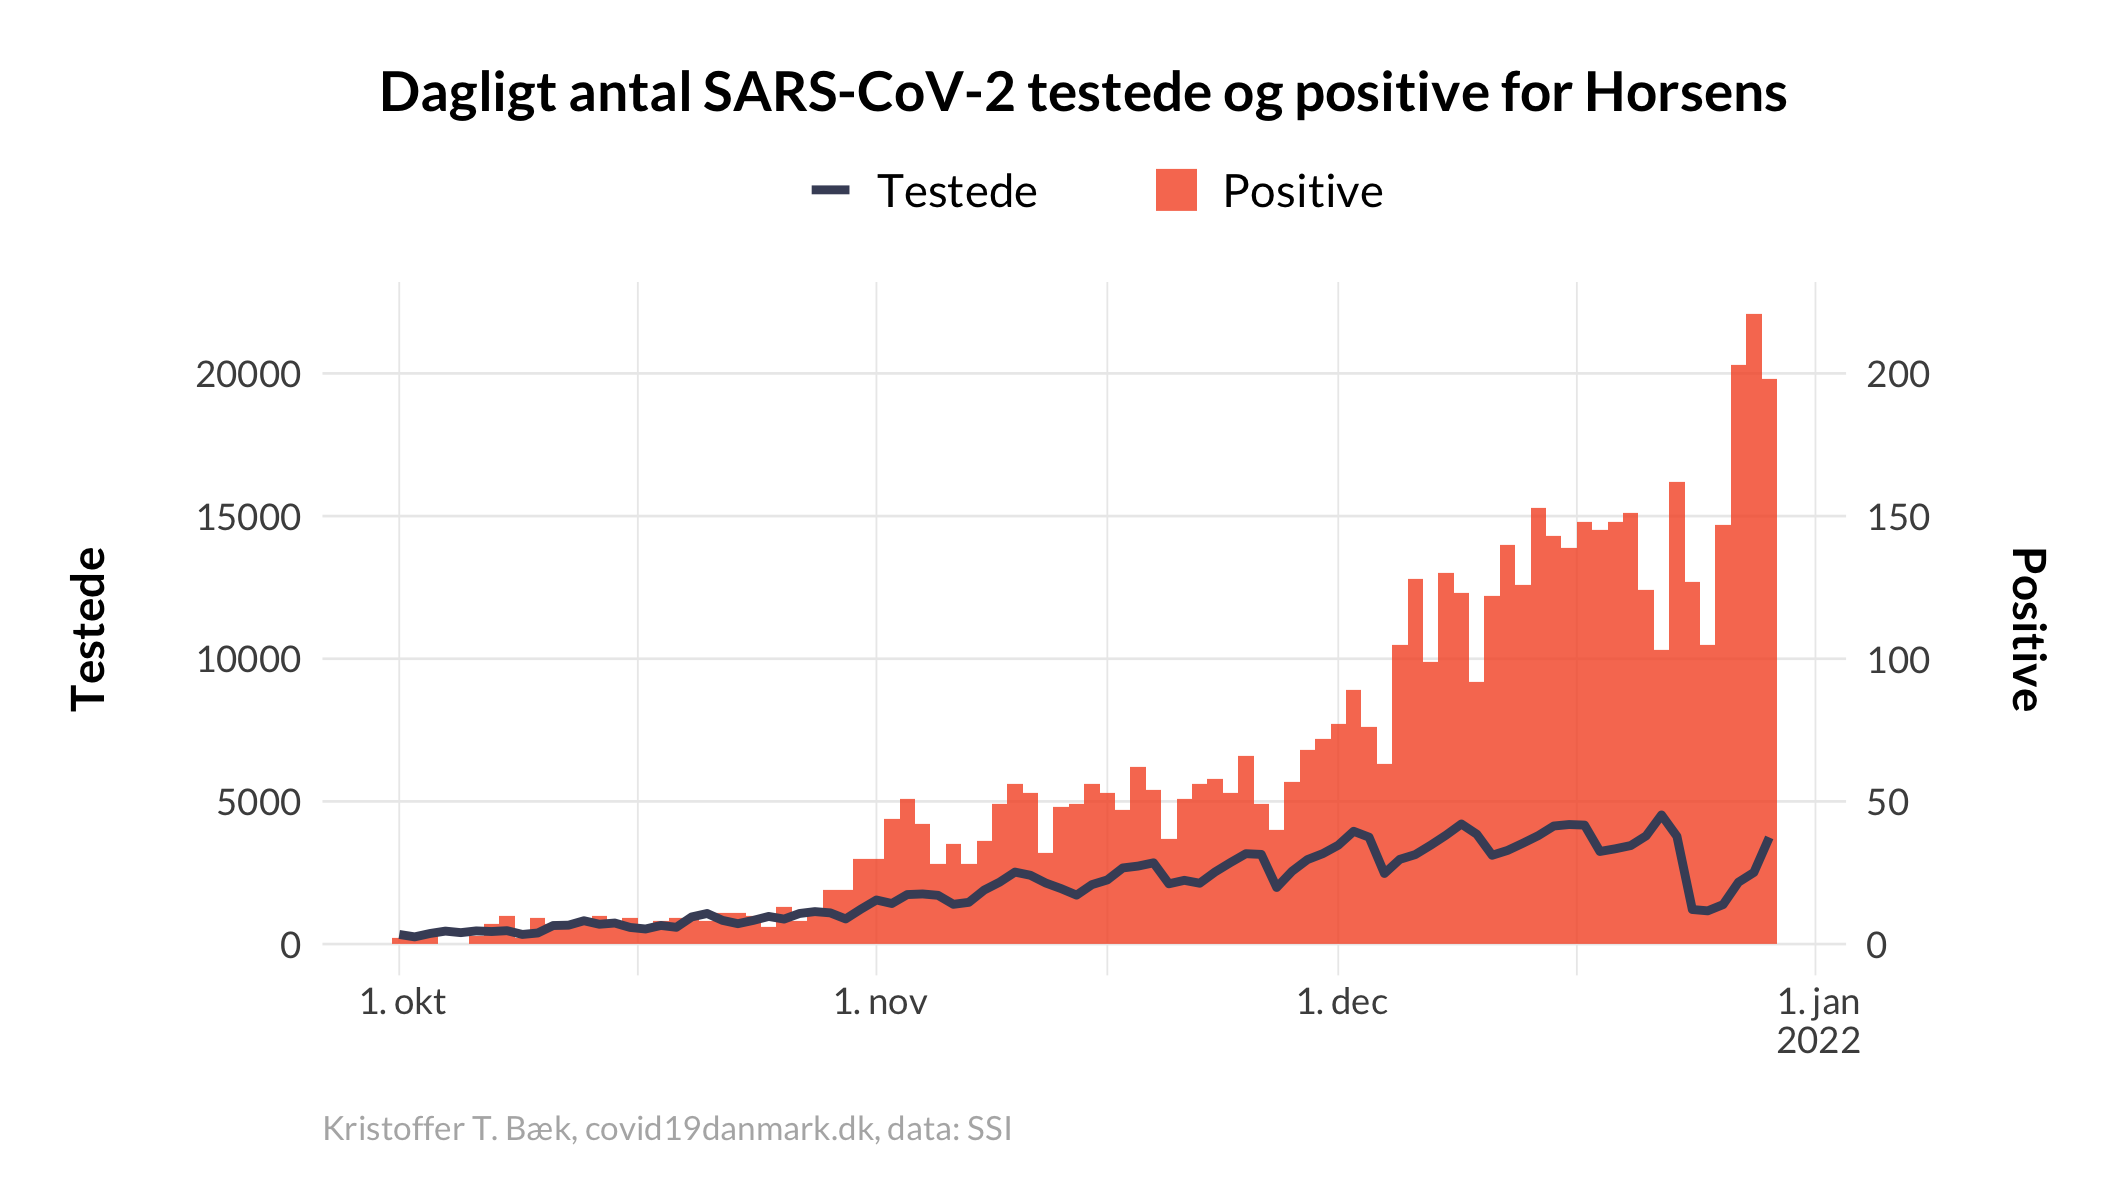 Dagligt antal SARS-CoV-2 testede og positive for Horsens
Testede
Positive
20000
15000
10000
5000
0
Testede
200
150
100
50
0
Positive
1. okt
1. nov
1. dec
1. jan
2022
Kristoffer T. Bæk, covid19danmark.dk, data: SSI